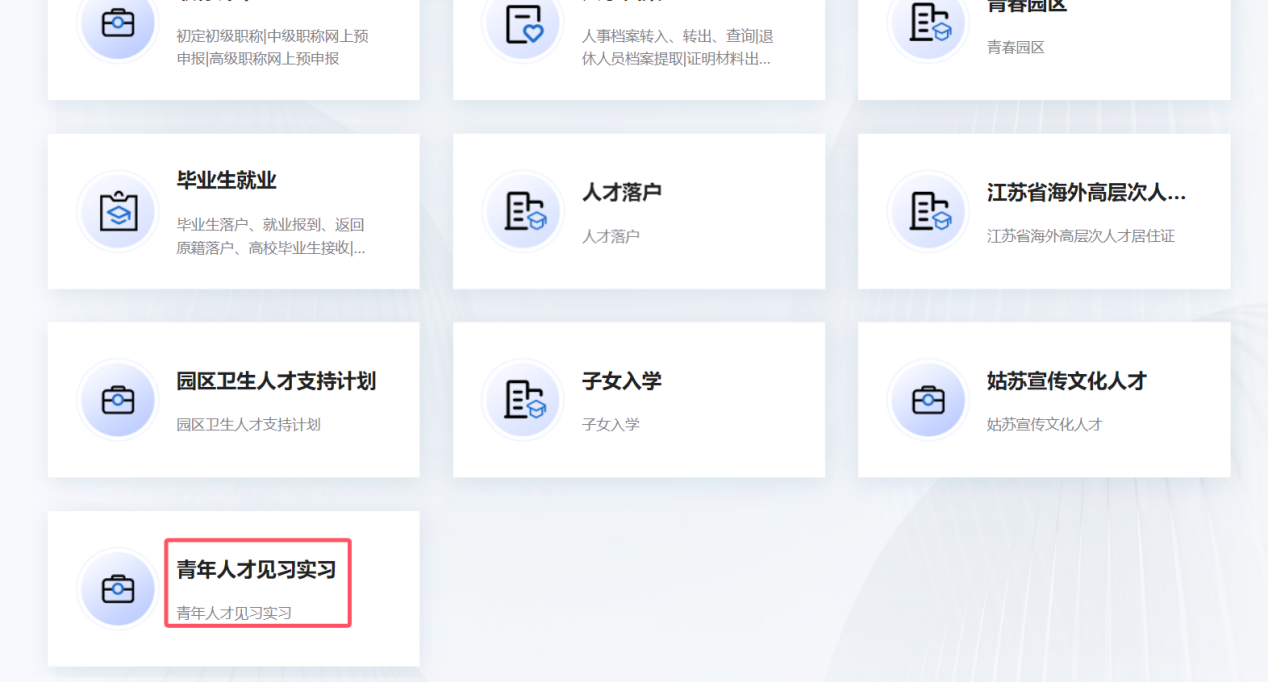 初定初级职称|中级职称网上预
申报|高级职称网上预申报
人事档案转入、转出、查询|退
休人员档案提取|证明材料出...
青春园区
青春园区
毕业生就业
毕业生落户、就业报到、返回
原籍落户、高校毕业生接收|...
人才落户
人才落户
江苏省海外高层次人...
江苏省海外高层次人才居住证
园区卫生人才支持计划
园区卫生人才支持计划
子女入学
子女入学
姑苏宣传文化人才
姑苏宣传文化人才
青年人才见习实习
青年人才见习实习